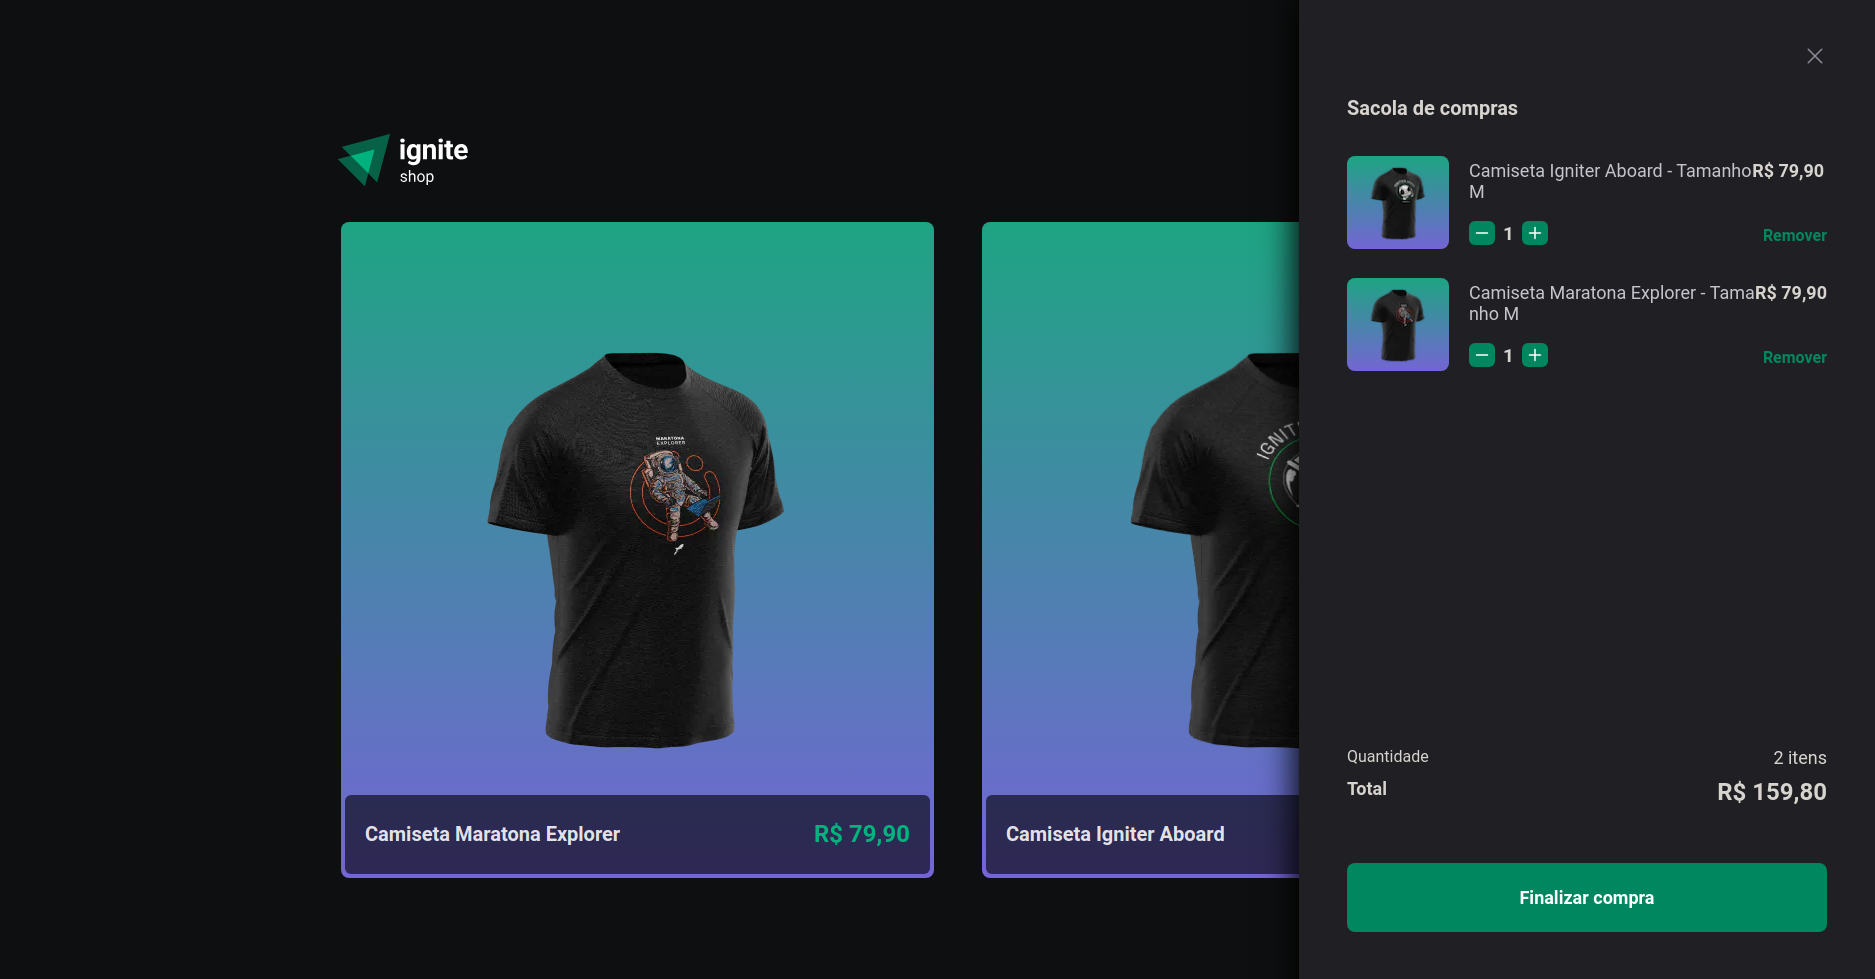 ignite
shop
MARATONA
EXPLORER
Camiseta Maratona Explorer
R$ 79,90
Camiseta Igniter Aboard
Sacola de compras
Camiseta Igniter Aboard - Tamanho
M
R$ 79,90
1
Remover
Camiseta Maratona Explorer - Tama
nho M
R$ 79,90
1
Remover
Quantidade
2 itens
Total
R$ 159,80
Finalizar compra